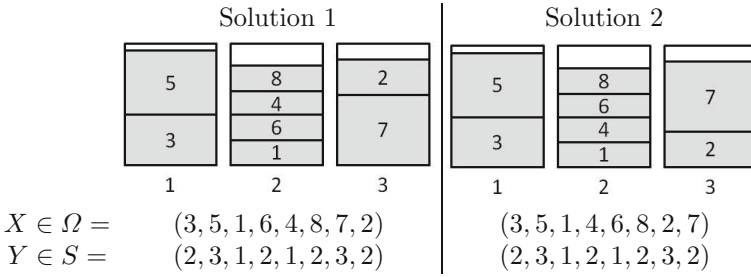 Solution 1 Solution 2
5 8 2 5 8 7
4 6
3 6 7 3 4 2
1 1
1 2 3 1 2 3
X ∈ Ω = (3, 5, 1, 6, 4, 8, 7, 2) (3, 5, 1, 4, 6, 8, 2, 7)
Y ∈ S = (2, 3, 1, 2, 1, 2, 3, 2) (2, 3, 1, 2, 1, 2, 3, 2)